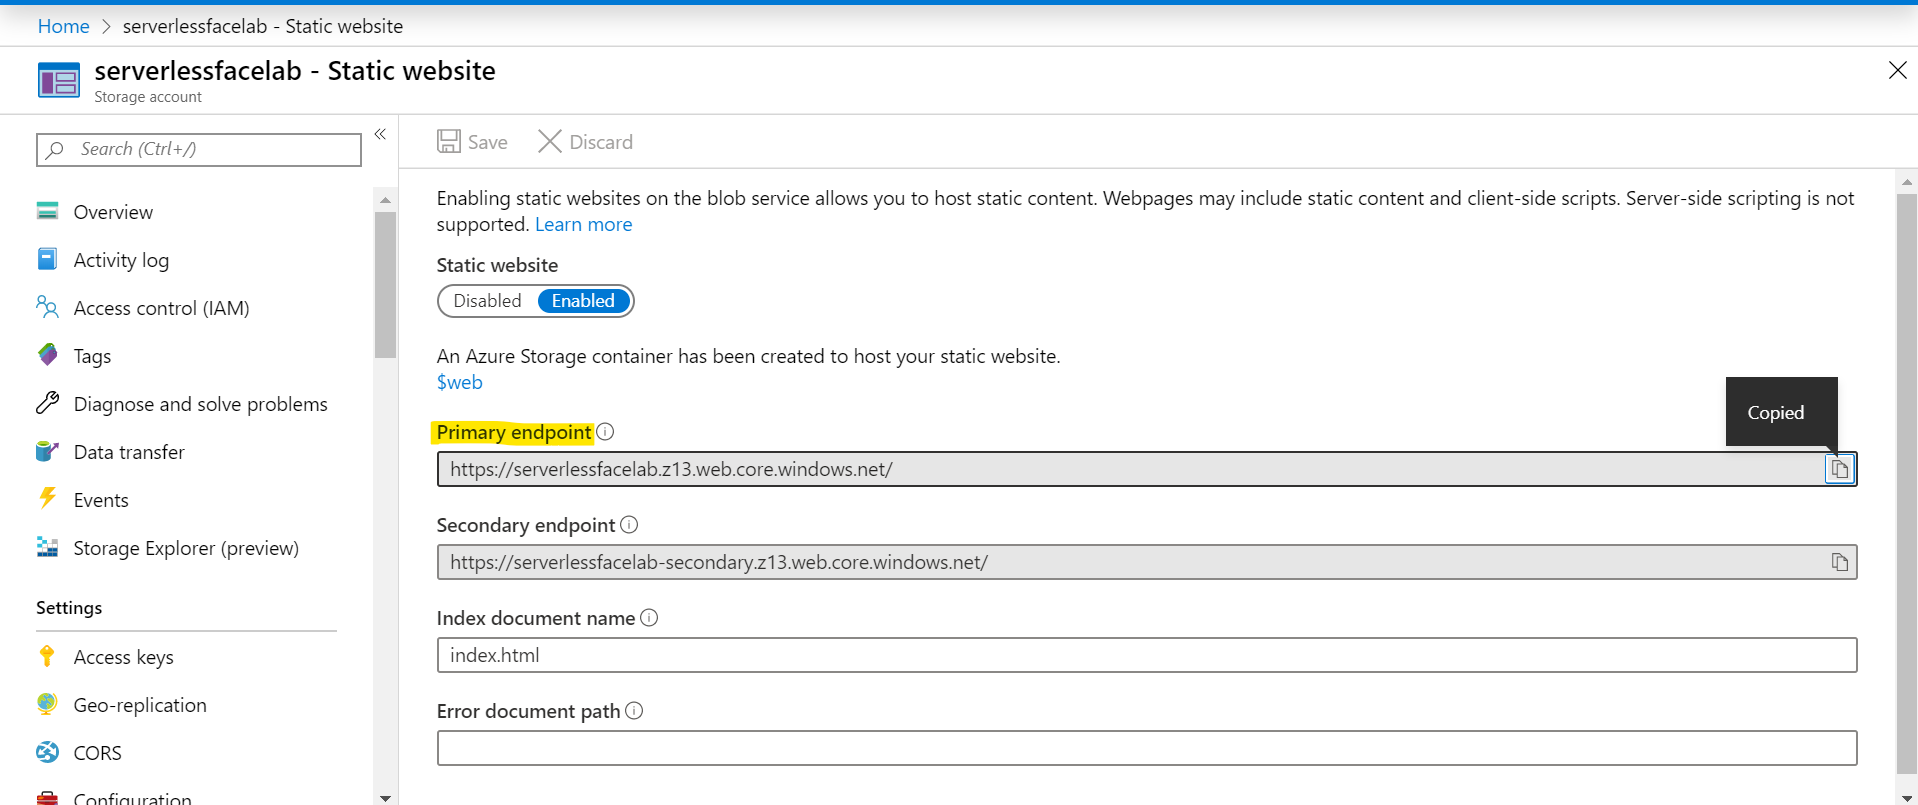 Home > serverlessfacelab - Static website
serverlessfacelab - Static website
Storage account
Search (Ctrl+/)
Overview
Activity log
Access control (IAM)
Tags
Diagnose and solve problems
Data transfer
Events
Storage Explorer (preview)
Settings
Access keys
Geo-replication
CORS
Configuration
Save
Discard
Enabling static websites on the blob service allows you to host static content. Webpages may include static content and client-side scripts. Server-side scripting is not
supported. Learn more
Static website
Disabled Enabled
An Azure Storage container has been created to host your static website.
$web
Copied
Primary endpoint
https://serverlessfacelab.z13.web.core.windows.net/
Secondary endpoint
https://serverlessfacelab-secondary.z13.web.core.windows.net/
Index document name
index.html
Error document path